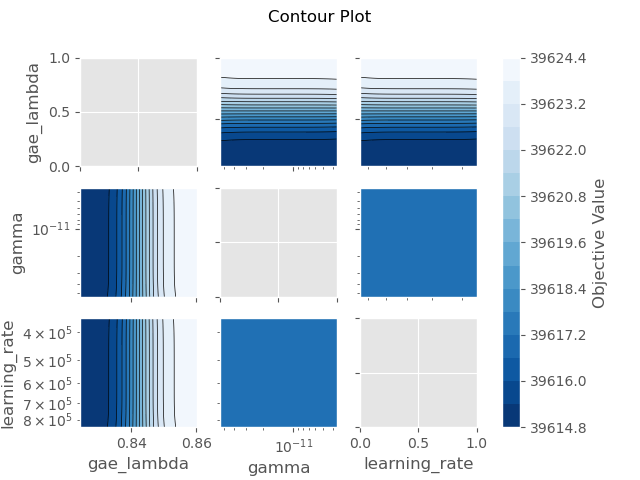 Contour Plot
1.0
0.5
0.0
gae_lambda
10⁻¹¹
gamma
4 × 10⁵
5 × 10⁵
6 × 10⁵
7 × 10⁵
8 × 10⁵
learning_rate
0.84
0.86
gae_lambda
10⁻¹¹
gamma
0.0
0.5
1.0
learning_rate
39624.4
39623.2
39622.0
39620.8
39619.6
39618.4
39617.2
39616.0
39614.8
Objective Value